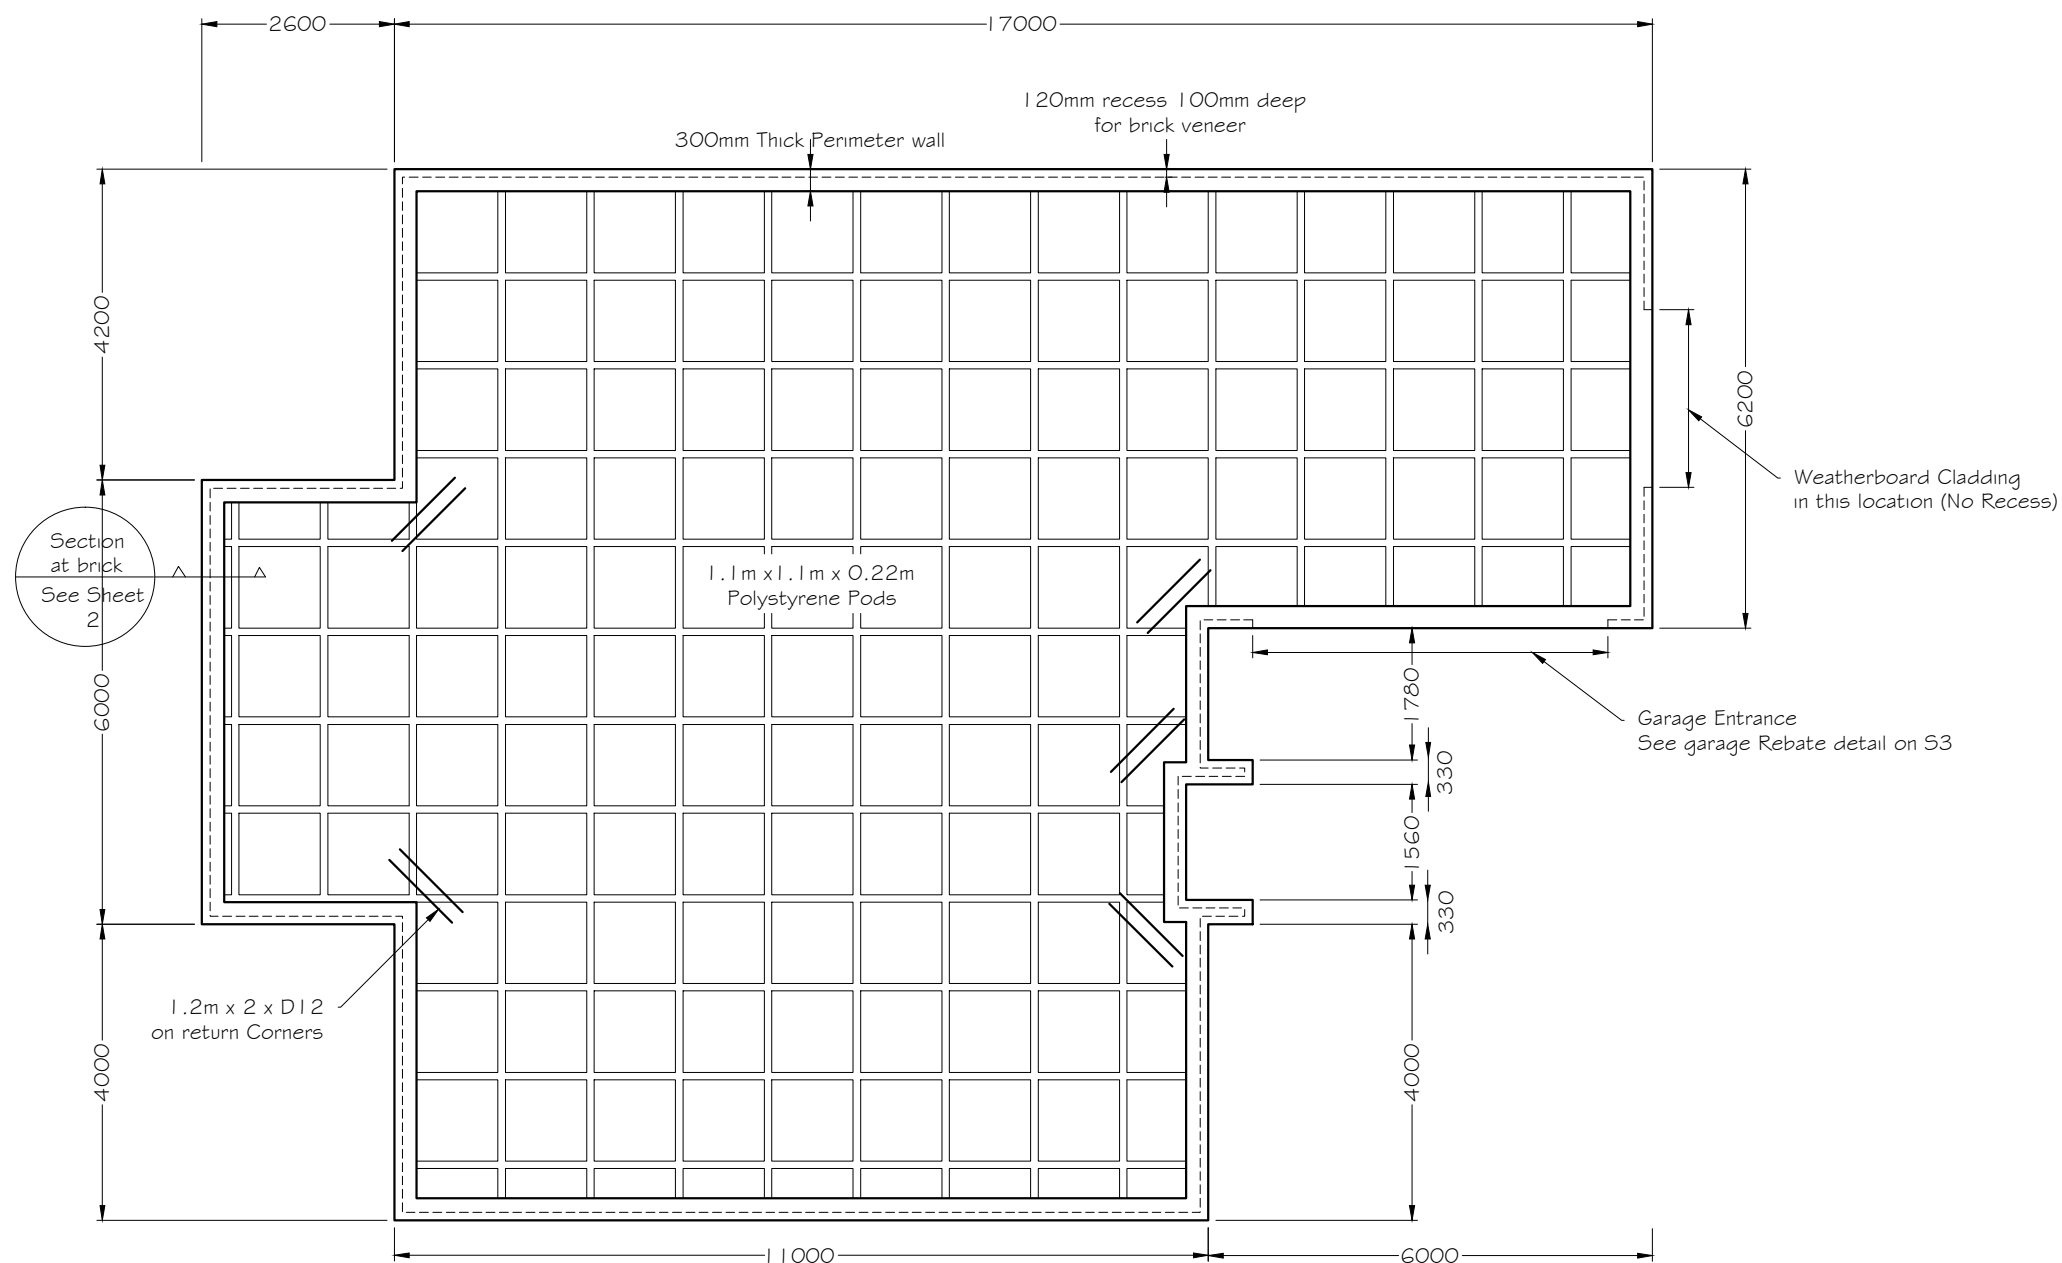 2600
17000
120mm recess 100mm deep
for brick veneer
300mm Thick Perimeter wall
4200
6200
Weatherboard Cladding
in this location (No Recess)
Section
at brick
See Sheet
2
1.1m x1.1m x 0.22m
Polystyrene Pods
6000
1780
Garage Entrance
See garage Rebate detail on S3
330
1560
330
1.2m x 2 x D12
on return Corners
4000
4000
11000
6000